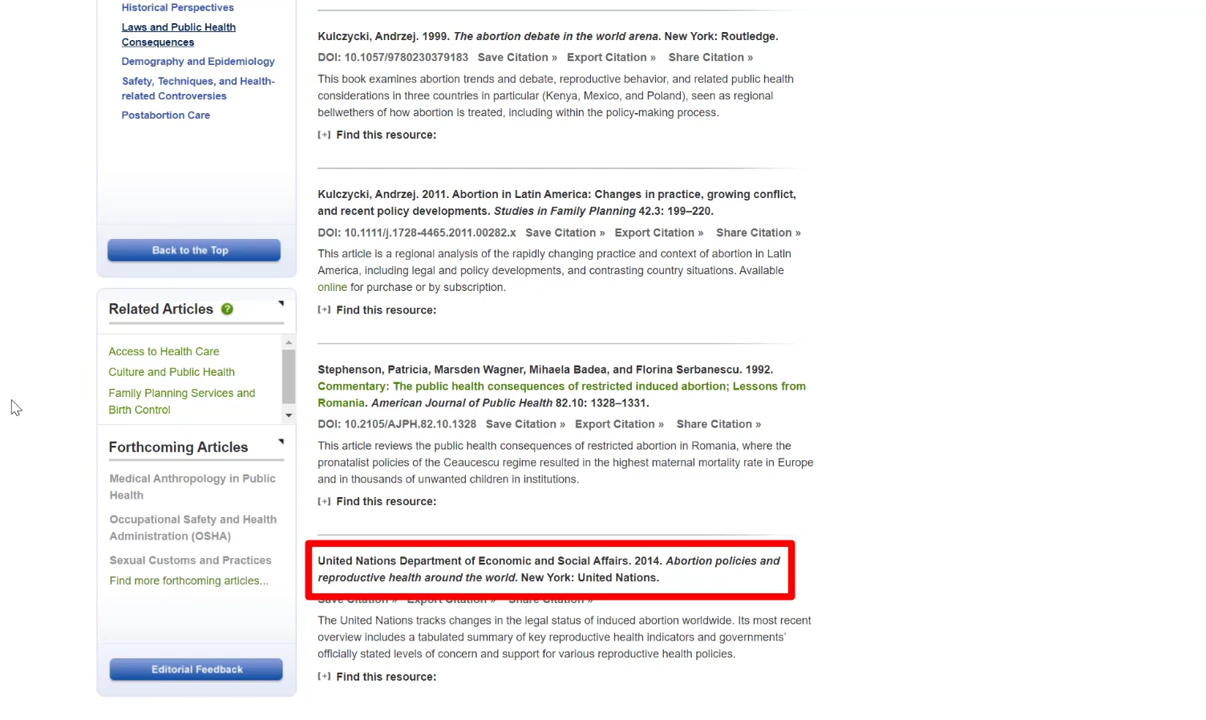 Historical Perspectives
Laws and Public Health
Consequences
Demography and Epidemiology
Safety, Techniques, and Health-
related Controversies
Postabortion Care
Back to the Top
Related Articles ?
Access to Health Care
Culture and Public Health
Family Planning Services and
Birth Control
Forthcoming Articles
Medical Anthropology in Public
Health
Occupational Safety and Health
Administration (OSHA)
Sexual Customs and Practices
Find more forthcoming articles...
Editorial Feedback
Kulczycki, Andrzej. 1999. The abortion debate in the world arena. New York: Routledge.
DOI: 10.1057/9780230379183 Save Citation » Export Citation » Share Citation »
This book examines abortion trends and debate, reproductive behavior, and related public health
considerations in three countries in particular (Kenya, Mexico, and Poland), seen as regional
bellwethers of how abortion is treated, including within the policy-making process.
[+] Find this resource:
Kulczycki, Andrzej. 2011. Abortion in Latin America: Changes in practice, growing conflict,
and recent policy developments. Studies in Family Planning 42.3: 199–220.
DOI: 10.1111/j.1728-4465.2011.00282.x Save Citation » Export Citation » Share Citation »
This article is a regional analysis of the rapidly changing practice and context of abortion in Latin
America, including legal and policy developments, and contrasting country situations. Available
online for purchase or by subscription.
[+] Find this resource:
Stephenson, Patricia, Marsden Wagner, Mihaela Badea, and Florina Serbanescu. 1992.
Commentary: The public health consequences of restricted induced abortion; Lessons from
Romania. American Journal of Public Health 82.10: 1328–1331.
DOI: 10.2105/AJPH.82.10.1328 Save Citation » Export Citation » Share Citation »
This article reviews the public health consequences of restricted abortion in Romania, where the
pronatalist policies of the Ceaucescu regime resulted in the highest maternal mortality rate in Europe
and in thousands of unwanted children in institutions.
[+] Find this resource:
United Nations Department of Economic and Social Affairs. 2014. Abortion policies and
reproductive health around the world. New York: United Nations.
Save Citation » Export Citation » Share Citation »
The United Nations tracks changes in the legal status of induced abortion worldwide. Its most recent
overview includes a tabulated summary of key reproductive health indicators and governments'
officially stated levels of concern and support for various reproductive health policies.
[+] Find this resource: